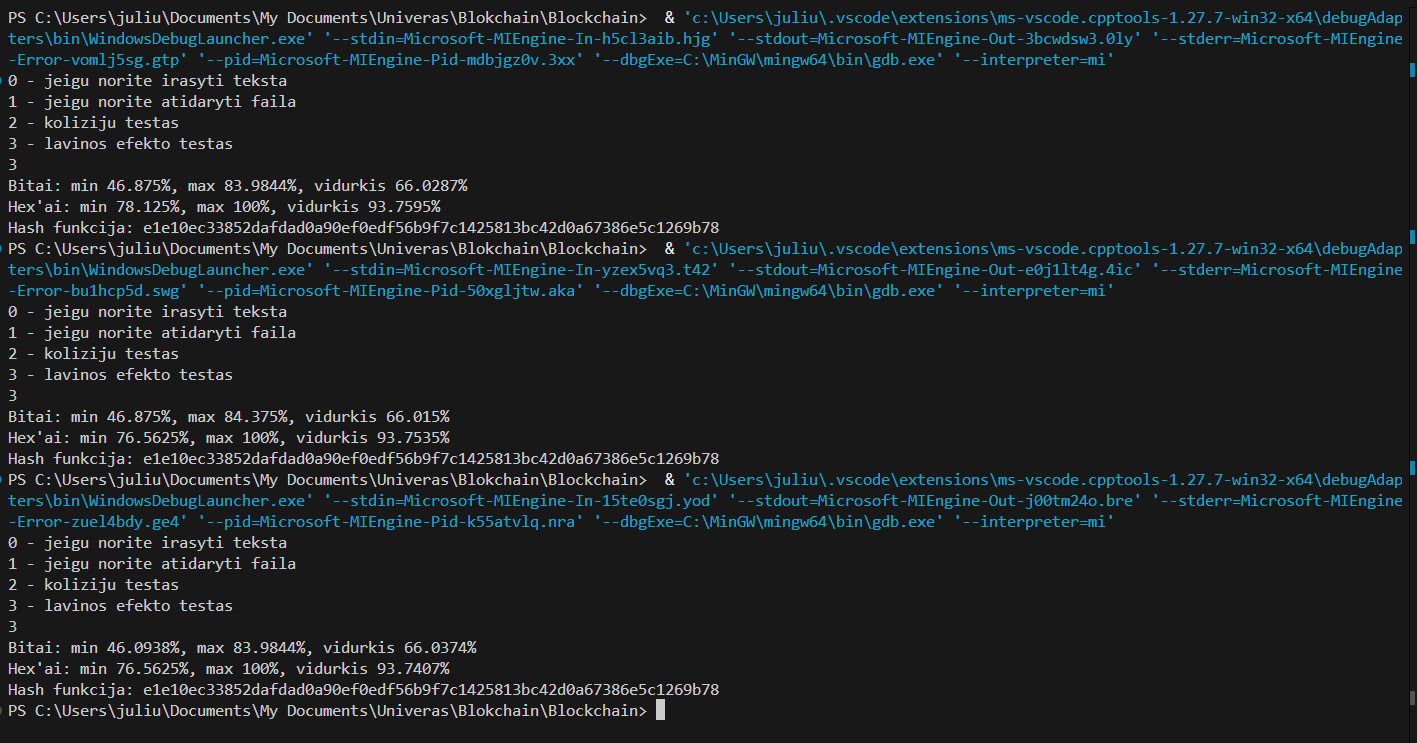 PS C:\Users\juliu\Documents\My Documents\Univeras\Blokchain\Blockchain>  & 'c:\Users\juliu\.vscode\extensions\ms-vscode.cpptools-1.27.7-win32-x64\debugAdap
ters\bin\WindowsDebugLauncher.exe' '--stdin=Microsoft-MIEngine-In-h5cl3aib.hjg' '--stdout=Microsoft-MIEngine-Out-3bcwdsw3.0ly' '--stderr=Microsoft-MIEngine
-Error-vomlj5sg.gtp' '--pid=Microsoft-MIEngine-Pid-mdbjgz0v.3xx' '--dbgExe=C:\MinGW\mingw64\bin\gdb.exe' '--interpreter=mi'
0 - jeigu norite irasyti teksta
1 - jeigu norite atidaryti faila
2 - koliziju testas
3 - lavinos efekto testas
3
Bitai: min 46.875%, max 83.9844%, vidurkis 66.0287%
Hex'ai: min 78.125%, max 100%, vidurkis 93.7595%
Hash funkcija: e1e10ec33852dafdad0a90ef0edf56b9f7c1425813bc42d0a67386e5c1269b78
PS C:\Users\juliu\Documents\My Documents\Univeras\Blokchain\Blockchain>  & 'c:\Users\juliu\.vscode\extensions\ms-vscode.cpptools-1.27.7-win32-x64\debugAdap
ters\bin\WindowsDebugLauncher.exe' '--stdin=Microsoft-MIEngine-In-yzex5vq3.t42' '--stdout=Microsoft-MIEngine-Out-e0j1lt4g.4ic' '--stderr=Microsoft-MIEngine
-Error-bu1hcp5d.swg' '--pid=Microsoft-MIEngine-Pid-50xgljtw.aka' '--dbgExe=C:\MinGW\mingw64\bin\gdb.exe' '--interpreter=mi'
0 - jeigu norite irasyti teksta
1 - jeigu norite atidaryti faila
2 - koliziju testas
3 - lavinos efekto testas
3
Bitai: min 46.875%, max 84.375%, vidurkis 66.015%
Hex'ai: min 76.5625%, max 100%, vidurkis 93.7535%
Hash funkcija: e1e10ec33852dafdad0a90ef0edf56b9f7c1425813bc42d0a67386e5c1269b78
PS C:\Users\juliu\Documents\My Documents\Univeras\Blokchain\Blockchain>  & 'c:\Users\juliu\.vscode\extensions\ms-vscode.cpptools-1.27.7-win32-x64\debugAdap
ters\bin\WindowsDebugLauncher.exe' '--stdin=Microsoft-MIEngine-In-15te0sgj.yod' '--stdout=Microsoft-MIEngine-Out-j00tm24o.bre' '--stderr=Microsoft-MIEngine
-Error-zuel4bdy.ge4' '--pid=Microsoft-MIEngine-Pid-k55atvlq.nra' '--dbgExe=C:\MinGW\mingw64\bin\gdb.exe' '--interpreter=mi'
0 - jeigu norite irasyti teksta
1 - jeigu norite atidaryti faila
2 - koliziju testas
3 - lavinos efekto testas
3
Bitai: min 46.0938%, max 83.9844%, vidurkis 66.0374%
Hex'ai: min 76.5625%, max 100%, vidurkis 93.7407%
Hash funkcija: e1e10ec33852dafdad0a90ef0edf56b9f7c1425813bc42d0a67386e5c1269b78
PS C:\Users\juliu\Documents\My Documents\Univeras\Blokchain\Blockchain>